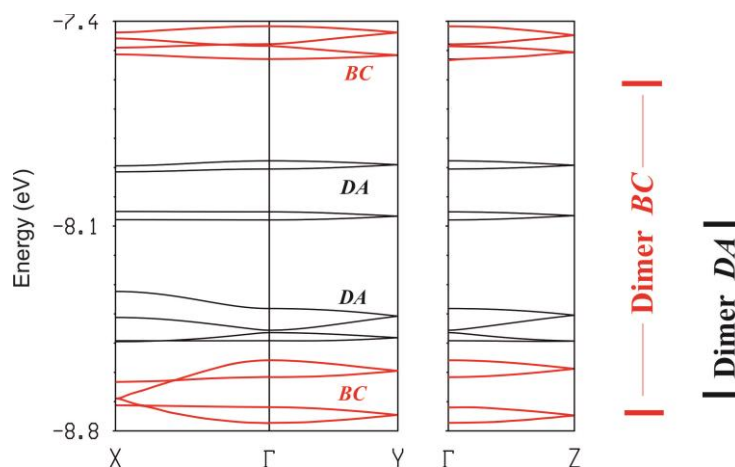 -7.4
BC
DA
Energy (eV)
-8.1
DA
BC
-8.8
X Γ Y Γ Z
Dimer BC
Dimer DA